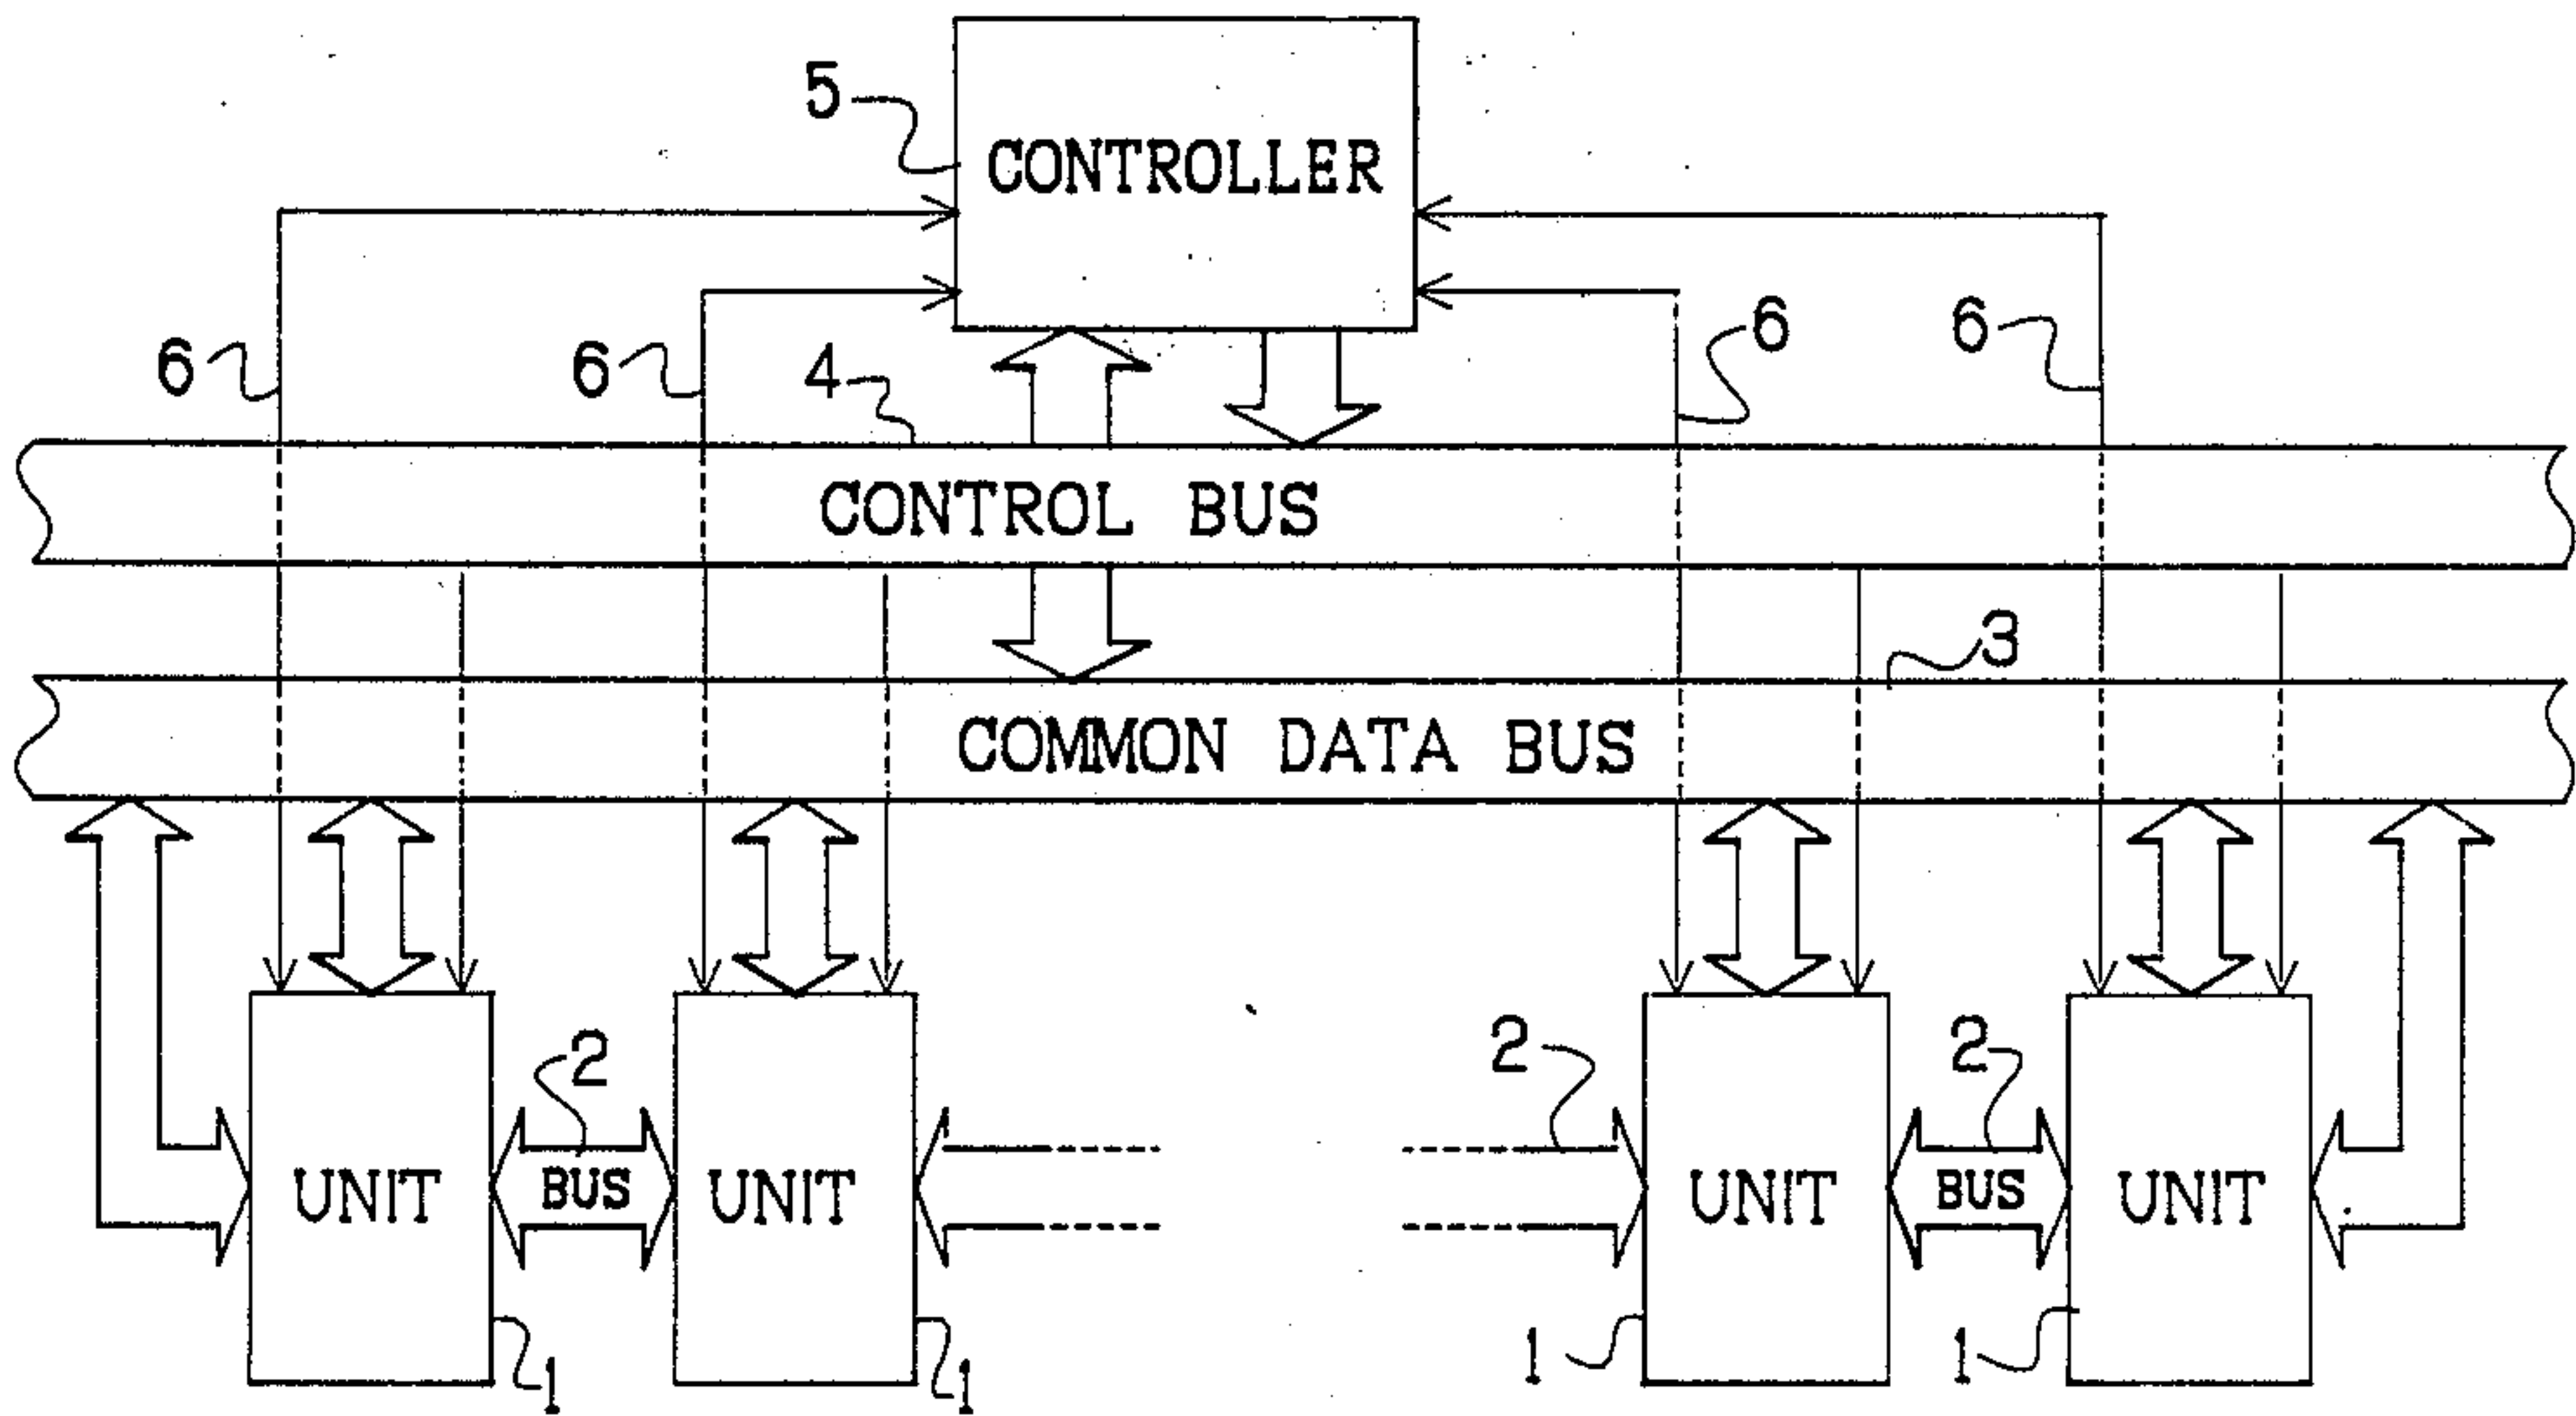 5
CONTROLLER
6
6
4
6
6
CONTROL BUS
3
COMMON DATA BUS
2
2
2
UNIT
BUS
UNIT
UNIT
BUS
UNIT
1
1
1
1